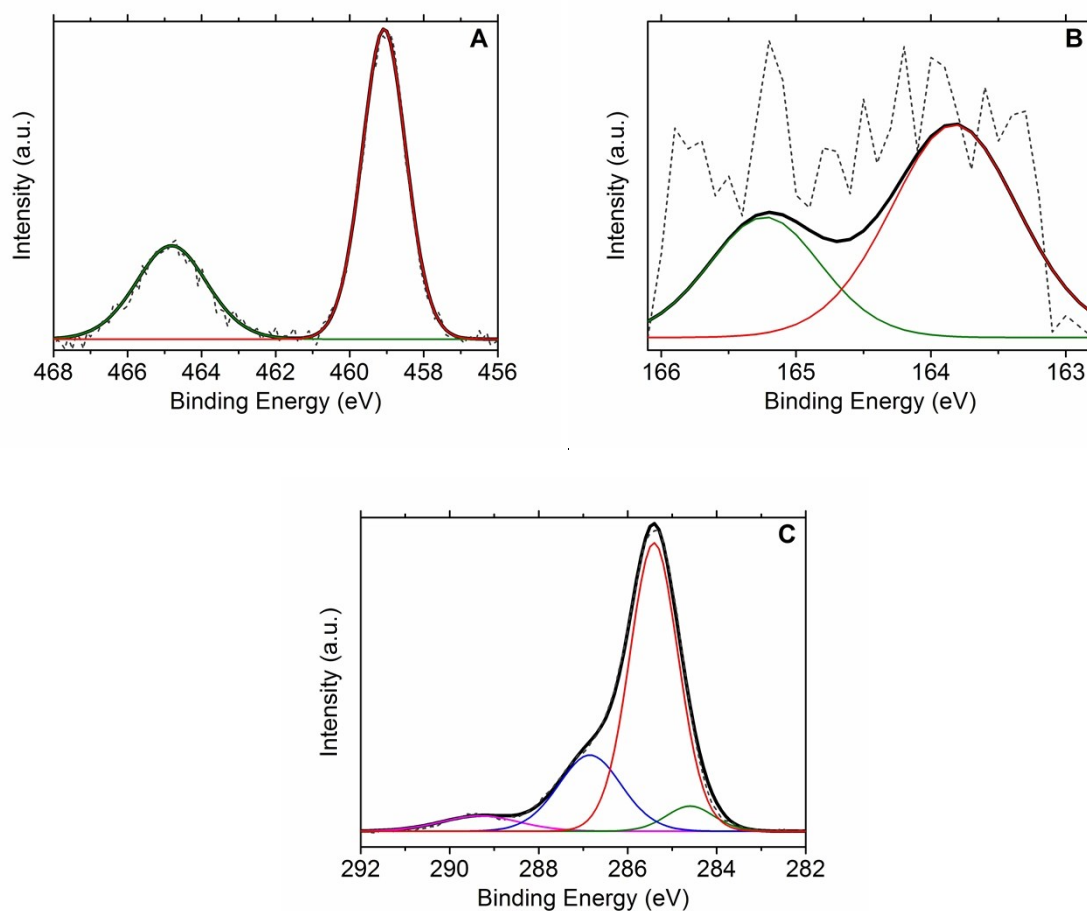 A
Intensity (a.u.)
468 466 464 462 460 458 456
Binding Energy (eV)
B
Intensity (a.u.)
166 165 164 163
Binding Energy (eV)
C
Intensity (a.u.)
292 290 288 286 284 282
Binding Energy (eV)